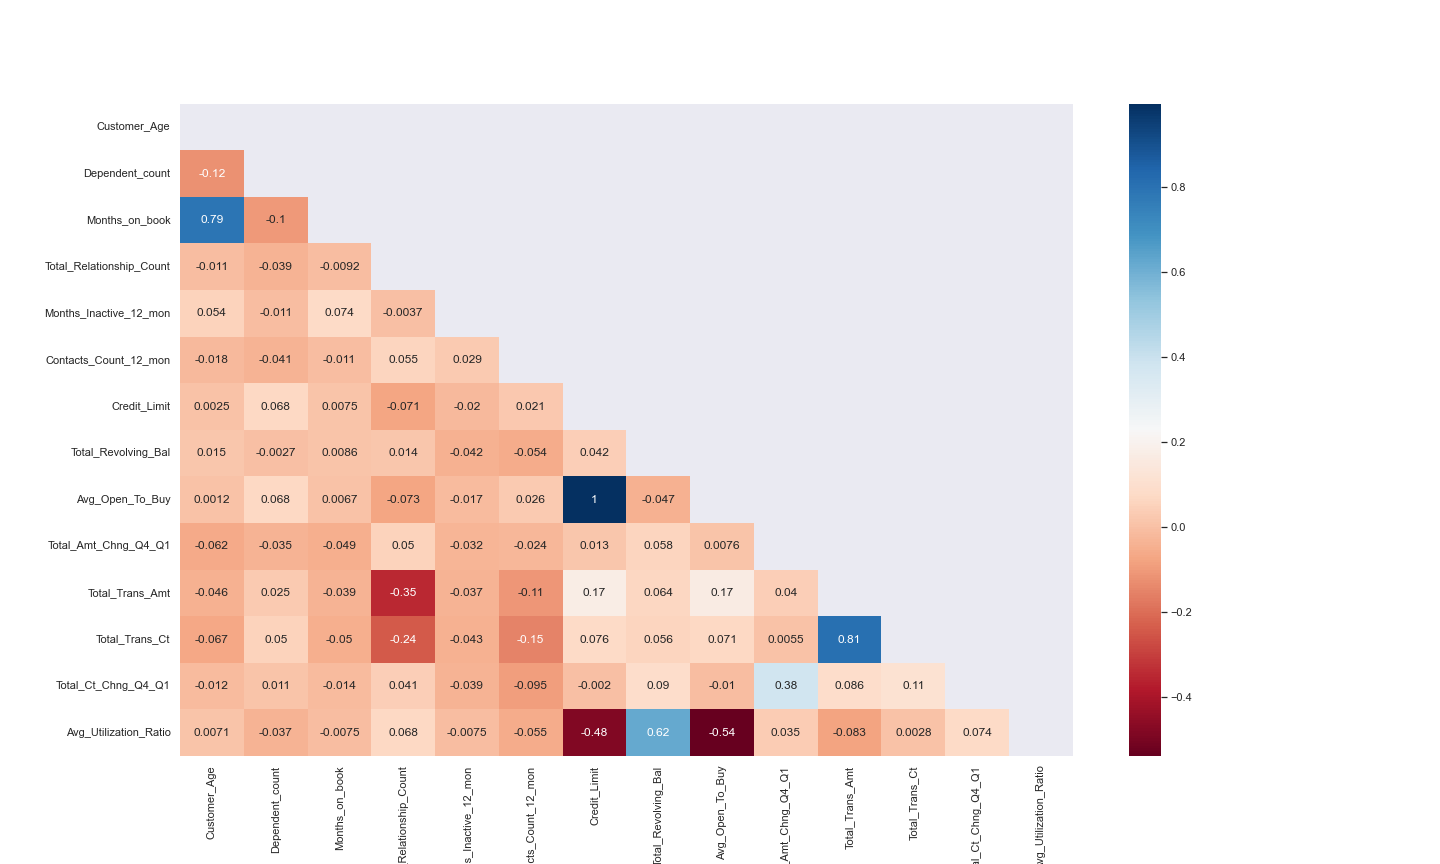 Customer_Age
Dependent_count -0.12
Months_on_book 0.79 -0.1
Total_Relationship_Count -0.011 -0.039 -0.0092
Months_Inactive_12_mon 0.054 -0.011 0.074 -0.0037
Contacts_Count_12_mon -0.018 -0.041 -0.011 0.055 0.029
Credit_Limit 0.0025 0.068 0.0075 -0.071 -0.02 0.021
Total_Revolving_Bal 0.015 -0.0027 0.0086 0.014 -0.042 -0.054 0.042
Avg_Open_To_Buy 0.0012 0.068 0.0067 -0.073 -0.017 0.026 1 -0.047
Total_Amt_Chng_Q4_Q1 -0.062 -0.035 -0.049 0.05 -0.032 -0.024 0.013 0.058 0.0076
Total_Trans_Amt -0.046 0.025 -0.039 -0.35 -0.037 -0.11 0.17 0.064 0.17 0.04
Total_Trans_Ct -0.067 0.05 -0.05 -0.24 -0.043 -0.15 0.076 0.056 0.071 0.0055 0.81
Total_Ct_Chng_Q4_Q1 -0.012 0.011 -0.014 0.041 -0.039 -0.095 -0.002 0.09 -0.01 0.38 0.086 0.11
Avg_Utilization_Ratio 0.0071 -0.037 -0.0075 0.068 -0.0075 -0.055 -0.48 0.62 -0.54 0.035 -0.083 0.0028 0.074
Customer_Age
Dependent_count
Months_on_book
_Relationship_Count
s_Inactive_12_mon
cts_Count_12_mon
Credit_Limit
Total_Revolving_Bal
Avg_Open_To_Buy
_Amt_Chng_Q4_Q1
Total_Trans_Amt
Total_Trans_Ct
al_Ct_Chng_Q4_Q1
vg_Utilization_Ratio
0.8
0.6
0.4
0.2
0.0
−0.2
−0.4